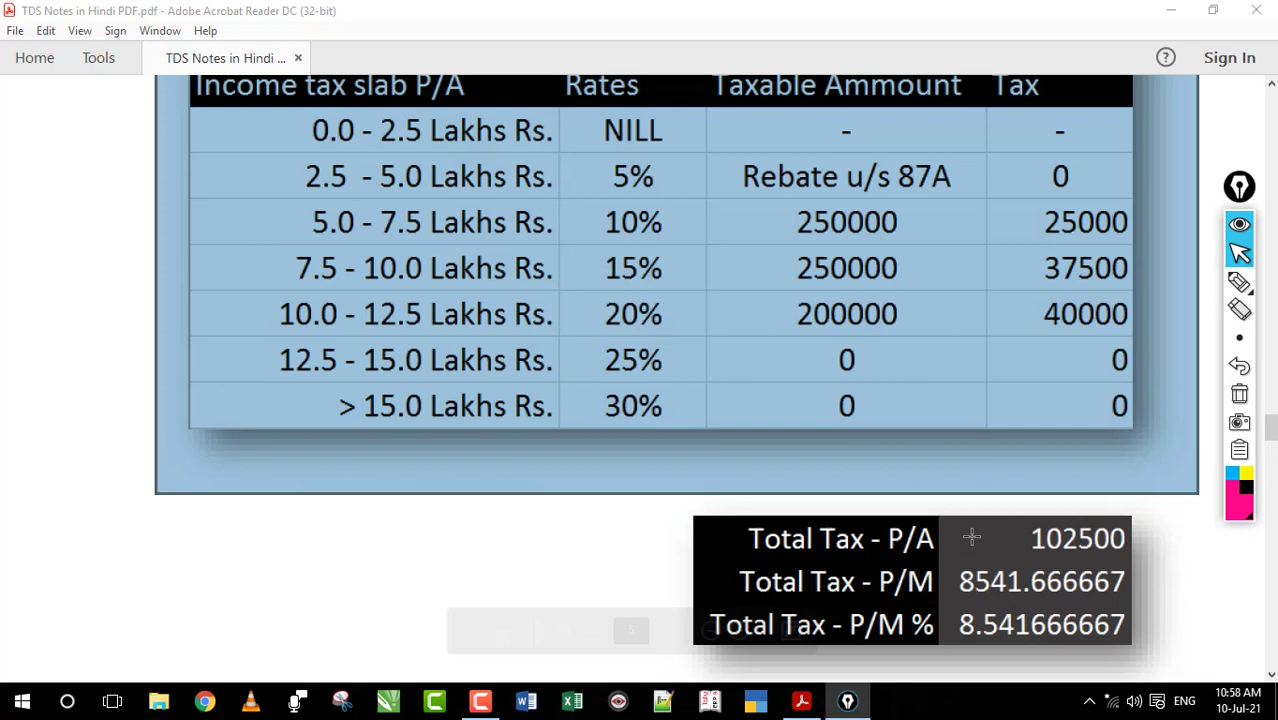 TDS Notes in Hindi PDF.pdf - Adobe Acrobat Reader DC (32-bit)
File Edit View Sign Window Help
Home Tools TDS Notes in Hindi ... × Sign In
Income tax slab P/A Rates Taxable Ammount Tax
0.0 - 2.5 Lakhs Rs. NILL - -
2.5 - 5.0 Lakhs Rs. 5% Rebate u/s 87A 0
5.0 - 7.5 Lakhs Rs. 10% 250000 25000
7.5 - 10.0 Lakhs Rs. 15% 250000 37500
10.0 - 12.5 Lakhs Rs. 20% 200000 40000
12.5 - 15.0 Lakhs Rs. 25% 0 0
> 15.0 Lakhs Rs. 30% 0 0
Total Tax - P/A 102500
Total Tax - P/M 8541.666667
Total Tax - P/M % 8.541666667
5
ENG 10:58 AM
10-Jul-21